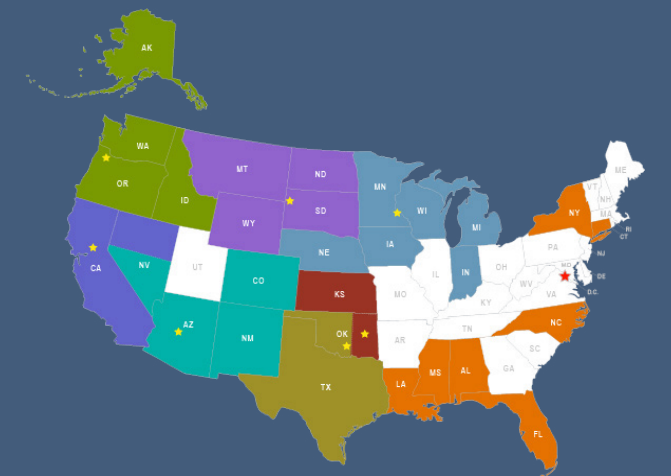 AK
WA
MT
ND
MN
ME
VT
NH
OR
ID
SD
WI
MI
NY
MA
WY
RI
CT
NE
IA
PA
NJ
NV
UT
CO
IL
IN
OH
MD
DE
CA
KS
MO
WV
VA
D.C.
KY
AZ
NM
OK
AR
TN
NC
SC
TX
LA
MS
AL
GA
FL